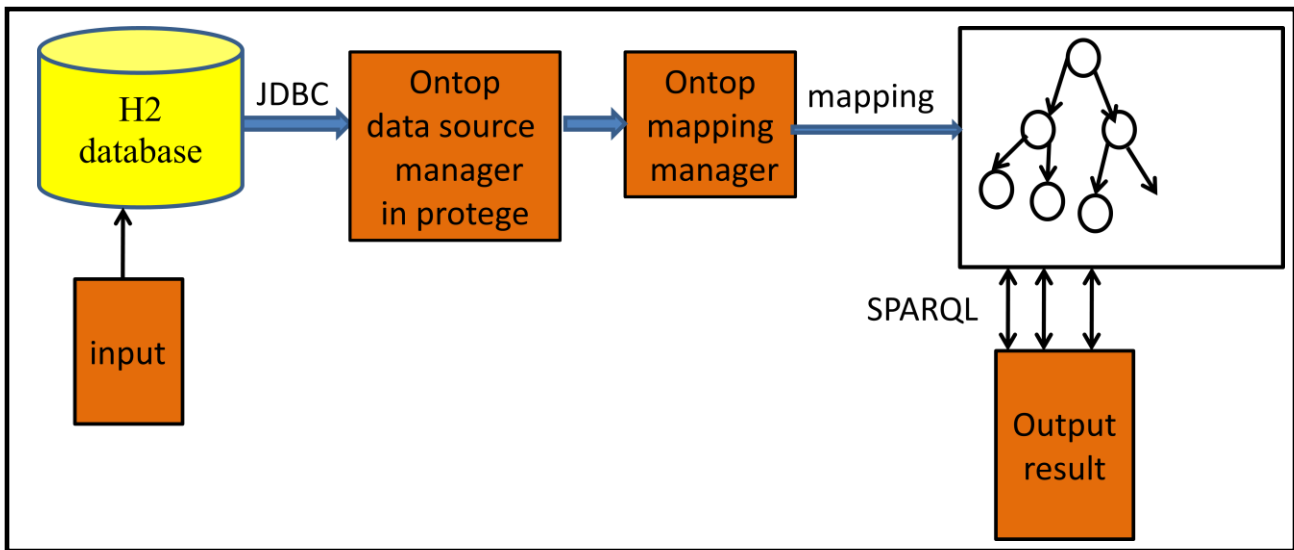 H2
database
JDBC
Ontop
data source
manager
in protege
Ontop
mapping
manager
mapping
input
SPARQL
Output
result